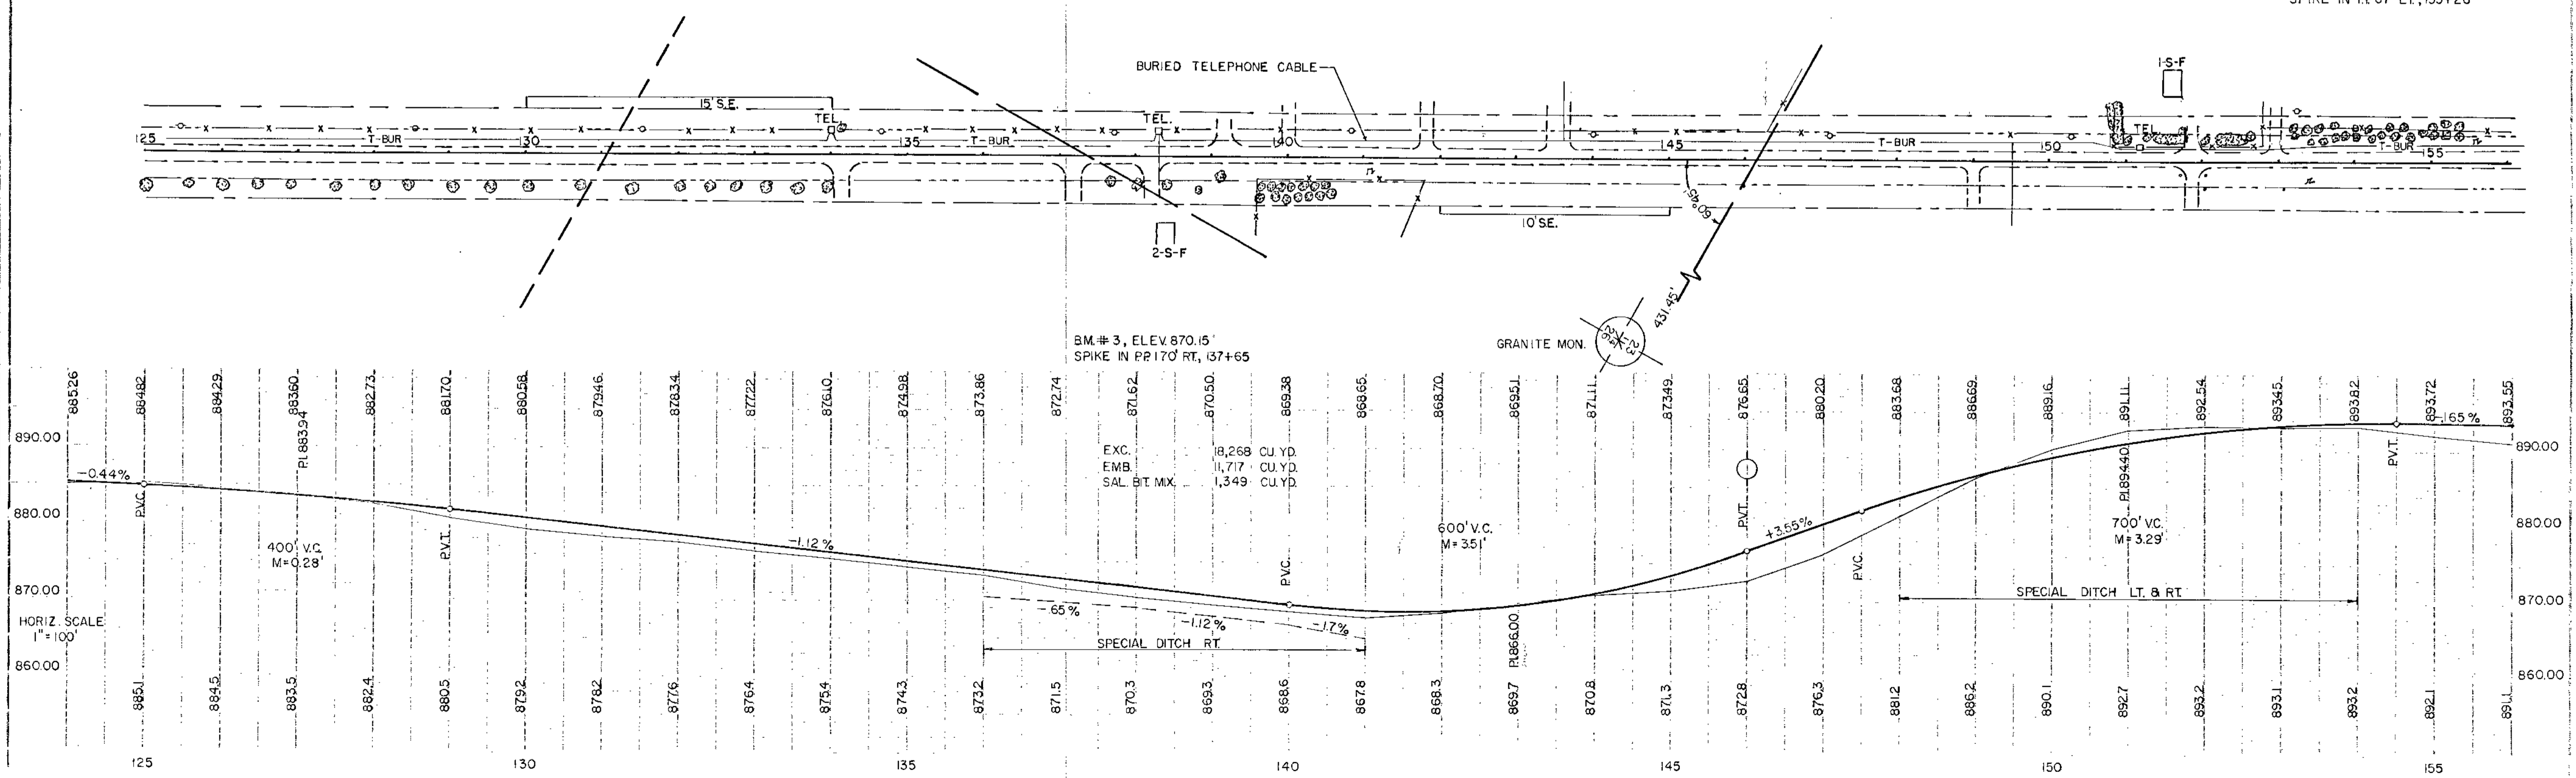 BURIED TELEPHONE CABLE
1-S-F
15' S.E.
TEL.
TEL.
TEL.
125
T-BUR
130
135
T-BUR
140
145
T-BUR
150
T-BUR
155
60°45'
10' S.E.
2-S-F
431.45'
GRANITE MON.
23
26
B.M.# 3, ELEV. 870.15'
SPIKE IN P.P. 170' RT., 137+65
885.26
884.82
884.29
883.60
P.I. 883.94
882.73
881.70
880.58
879.46
878.34
877.22
876.10
874.98
873.86
872.74
871.62
870.50
869.38
868.65
868.70
869.51
871.11
873.49
876.65
880.20
883.68
886.69
889.16
891.11
892.54
893.45
893.82
893.72
893.55
890.00
880.00
870.00
860.00
890.00
880.00
870.00
860.00
-0.44%
P.V.C.
P.V.T.
400' V.C.
M=0.28'
-1.12%
EXC. 18,268 CU. YD.
EMB. 11,717 CU. YD.
SAL. BIT. MIX. 1,349 CU. YD.
P.V.C.
600' V.C.
M=3.51'
P.V.T.
+3.55%
P.V.C.
P.I. 894.40
700' V.C.
M=3.29'
P.V.T.
-.165%
-.65%
-1.12%
-1.7%
SPECIAL DITCH RT.
P.I. 866.00
SPECIAL DITCH LT. & RT.
HORIZ. SCALE
1"=100'
885.1
884.5
883.5
882.4
880.5
879.2
878.2
877.6
876.4
875.4
874.3
873.2
871.5
870.3
869.3
868.6
867.8
868.3
869.7
870.8
871.3
872.8
876.3
881.2
886.2
890.1
892.7
893.2
893.1
893.2
892.1
891.1
125
130
135
140
145
150
155